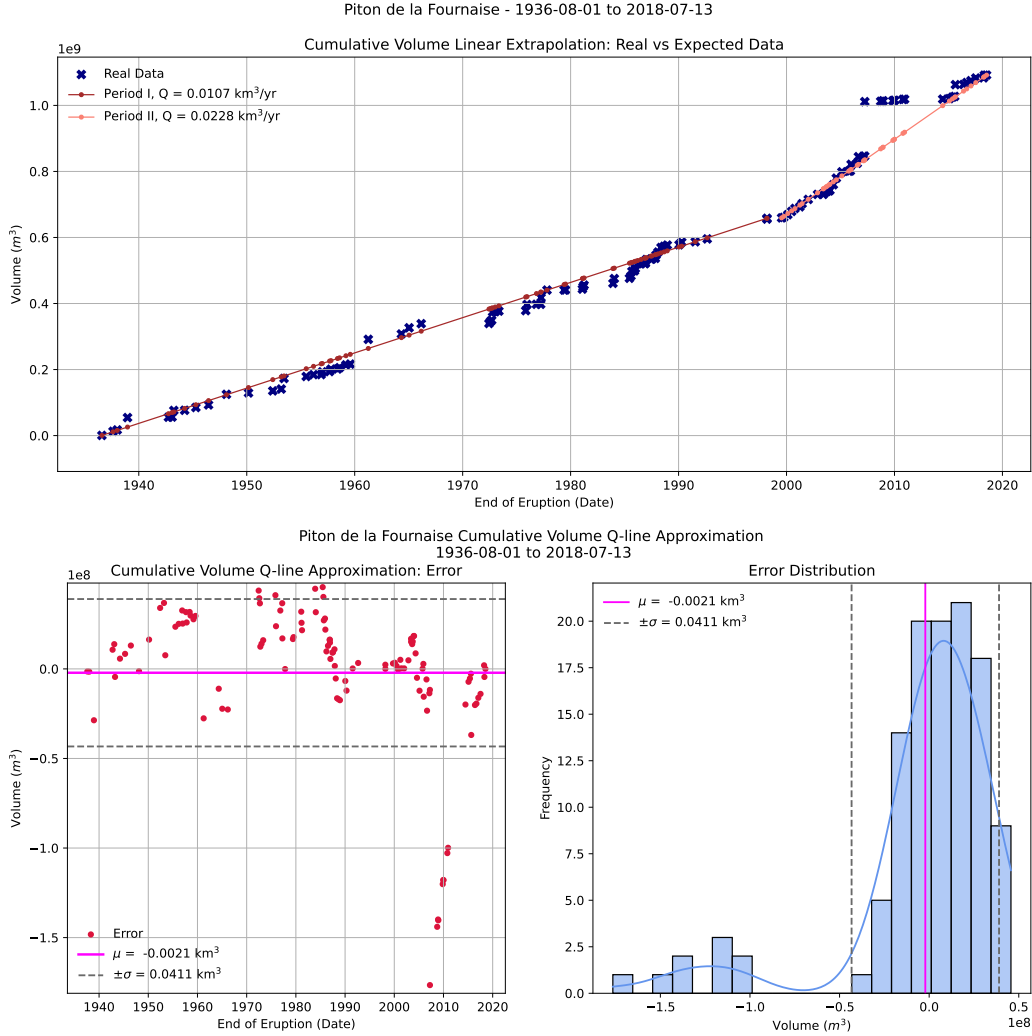 Piton de la Fournaise - 1936-08-01 to 2018-07-13
Cumulative Volume Linear Extrapolation: Real vs Expected Data
1e9
Real Data
Period I, Q = 0.0107 km³/yr
Period II, Q = 0.0228 km³/yr
1.0
0.8
0.6
0.4
0.2
0.0
Volume (m³)
1940 1950 1960 1970 1980 1990 2000 2010 2020
End of Eruption (Date)
Piton de la Fournaise Cumulative Volume Q-line Approximation
1936-08-01 to 2018-07-13
Cumulative Volume Q-line Approximation: Error
1e8
0.0
−0.5
−1.0
−1.5
Volume (m³)
Error
μ = -0.0021 km³
±σ = 0.0411 km³
1940 1950 1960 1970 1980 1990 2000 2010 2020
End of Eruption (Date)
Error Distribution
μ = -0.0021 km³
±σ = 0.0411 km³
20.0
17.5
15.0
12.5
10.0
7.5
5.0
2.5
0.0
Frequency
−1.5 −1.0 −0.5 0.0 0.5
1e8
Volume (m³)